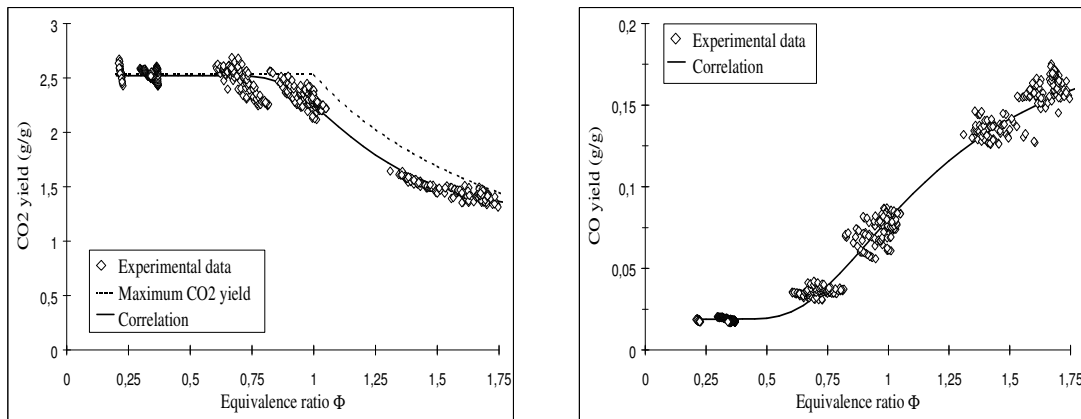 3
2,5
2
1,5
1
0,5
0
CO2 yield (g/g)
Experimental data
Maximum CO2 yield
Correlation
0 0,25 0,5 0,75 1 1,25 1,5 1,75
Equivalence ratio Φ
0,2
0,15
0,1
0,05
0
CO yield (g/g)
Experimental data
Correlation
0 0,25 0,5 0,75 1 1,25 1,5 1,75
Equivalence ratio Φ